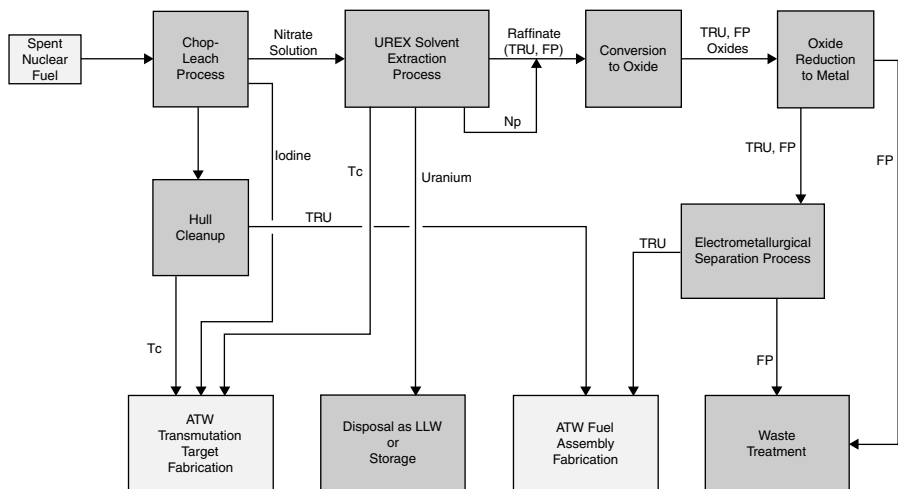 Spent
Nuclear
Fuel
Chop-
Leach
Process
Nitrate
Solution
UREX Solvent
Extraction
Process
Raffinate
(TRU, FP)
Conversion
to Oxide
TRU, FP
Oxides
Oxide
Reduction
to Metal
Np
Iodine
Tc
Uranium
TRU, FP
FP
Hull
Cleanup
TRU
TRU
Electrometallurgical
Separation Process
Tc
FP
ATW
Transmutation
Target
Fabrication
Disposal as LLW
or
Storage
ATW Fuel
Assembly
Fabrication
Waste
Treatment